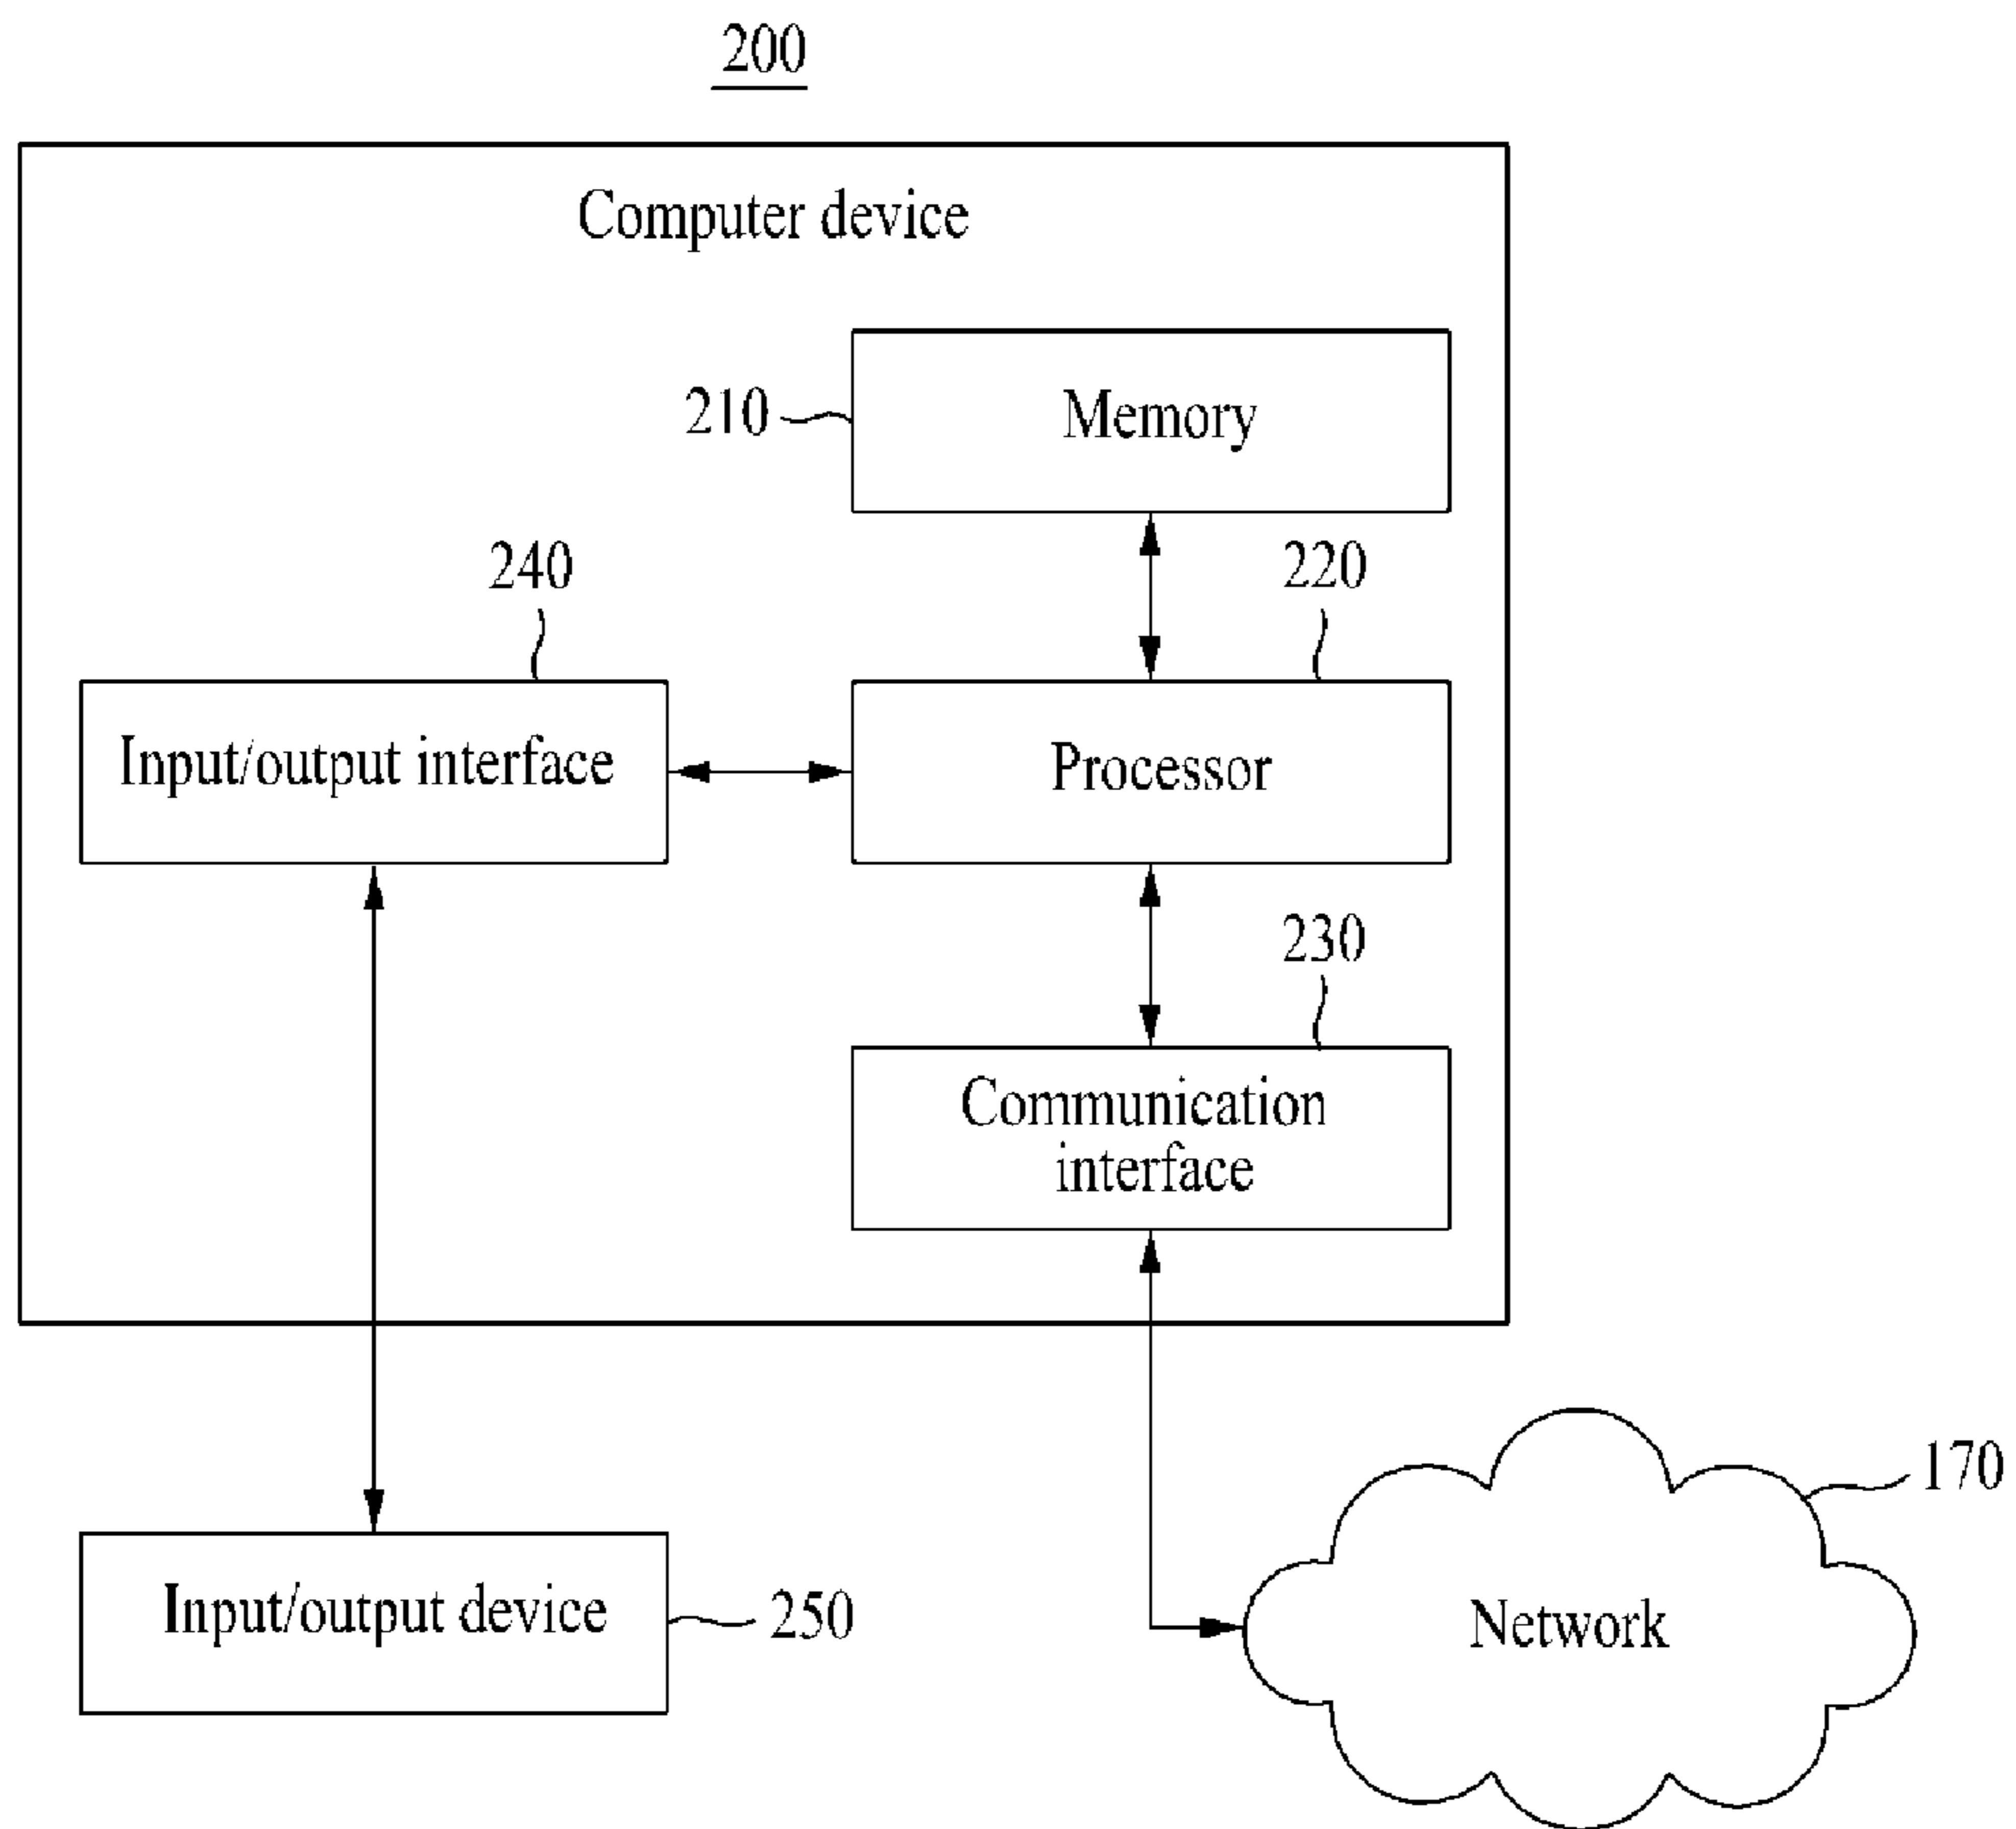 200
Computer device
210
Memory
240
220
Input/output interface
Processor
230
Communication
interface
170
Input/output device
250
Network